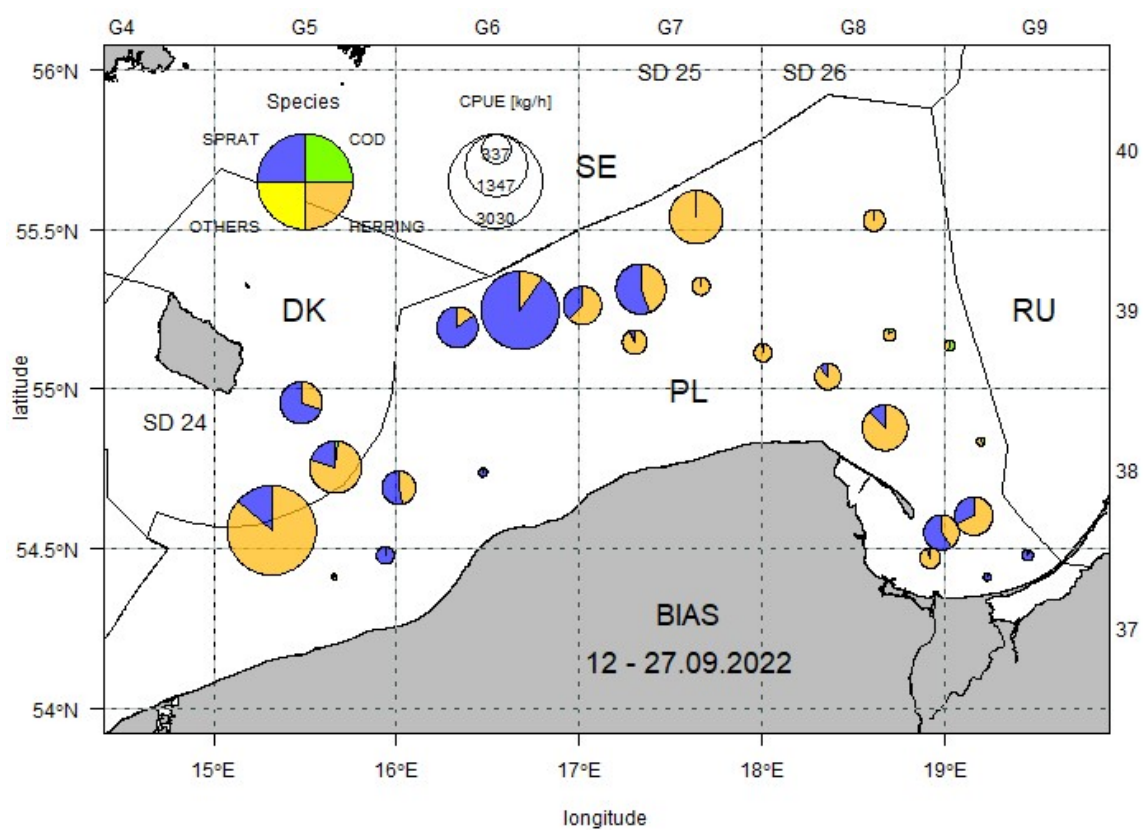 G4 G5 G6 G7 G8 G9
56°N
SD 25 SD 26
Species
CPUE [kg/h]
SPRAT COD
OTHERS HERRING
337
1347
3030
SE
40
55.5°N
DK
RU
39
55°N
PL
SD 24
38
54.5°N
BIAS
12 - 27.09.2022
37
54°N
15°E 16°E 17°E 18°E 19°E
latitude
longitude